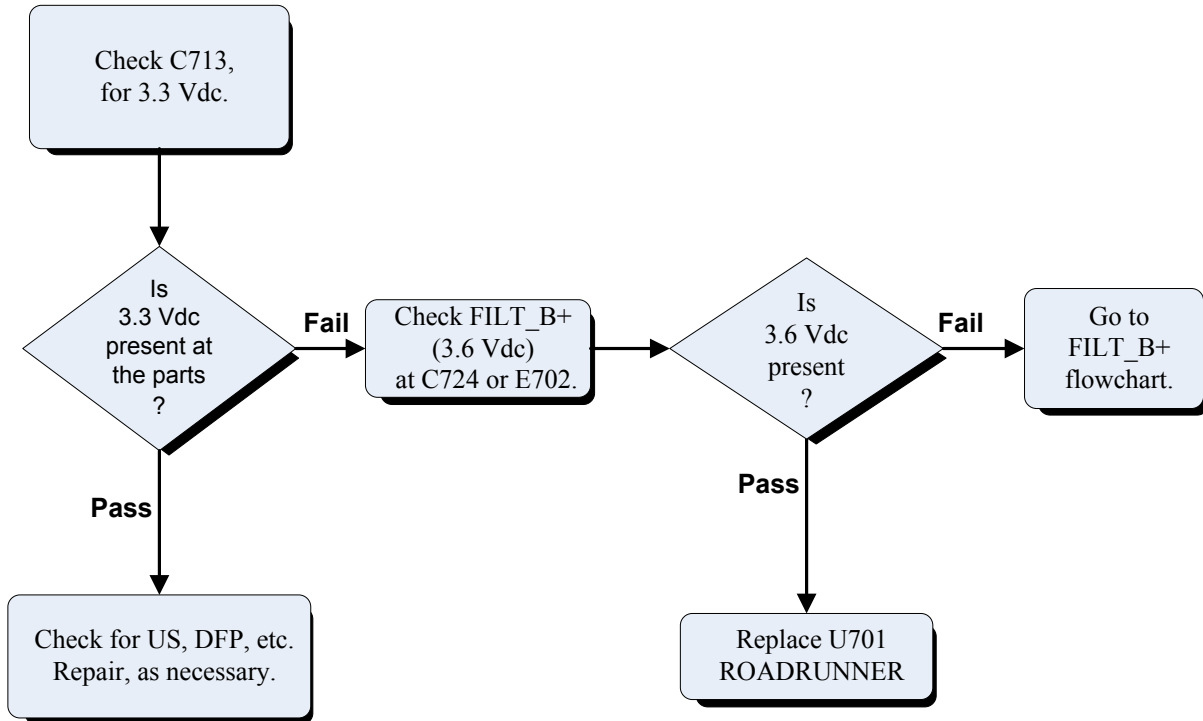 Check C713,
for 3.3 Vdc.
Is
3.3 Vdc
present at
the parts
?
Fail
Check FILT_B+
(3.6 Vdc)
at C724 or E702.
Is
3.6 Vdc
present
?
Fail
Go to
FILT_B+
flowchart.
Pass
Pass
Check for US, DFP, etc.
Repair, as necessary.
Replace U701
ROADRUNNER